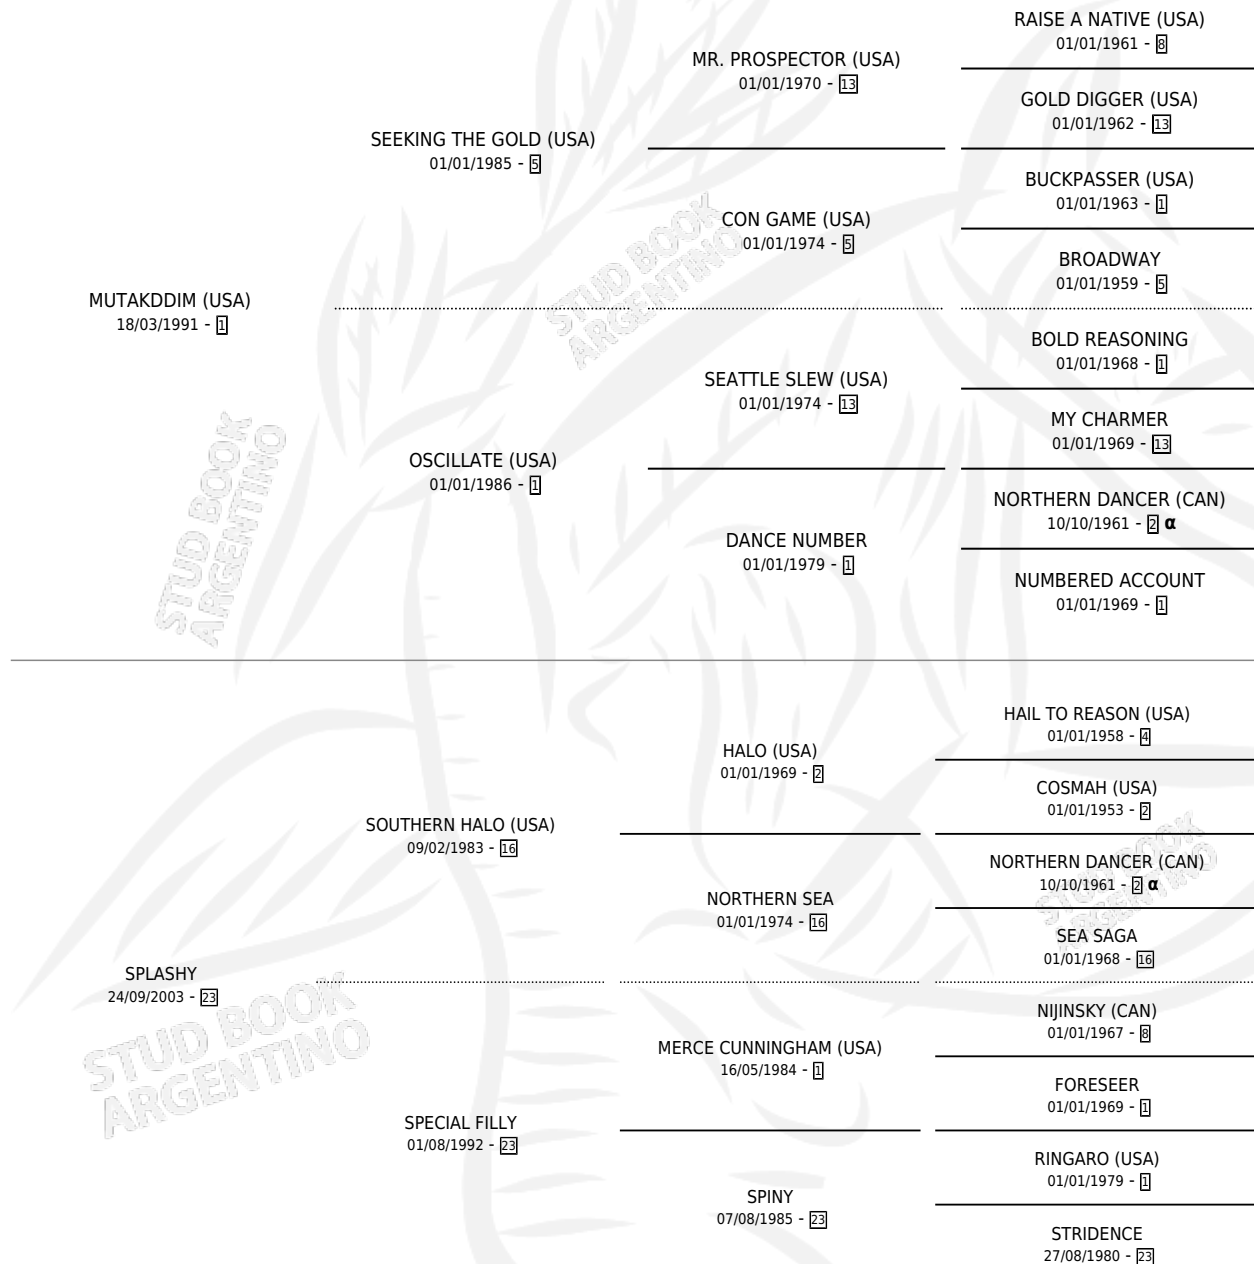 RAISE A NATIVE (USA)
01/01/1961 - 8
MR. PROSPECTOR (USA)
01/01/1970 - 13
GOLD DIGGER (USA)
01/01/1962 - 13
SEEKING THE GOLD (USA)
01/01/1985 - 5
BUCKPASSER (USA)
01/01/1963 - 1
CON GAME (USA)
01/01/1974 - 5
BROADWAY
01/01/1959 - 5
STUD BOOK
ARGENTINO
MUTAKDDIM (USA)
18/03/1991 - 1
BOLD REASONING
01/01/1968 - 1
SEATTLE SLEW (USA)
01/01/1974 - 13
MY CHARMER
01/01/1969 - 13
OSCILLATE (USA)
01/01/1986 - 1
NORTHERN DANCER (CAN)
10/10/1961 - 2 α
DANCE NUMBER
01/01/1979 - 1
NUMBERED ACCOUNT
01/01/1969 - 1
STUD BOOK
ARGENTINO
HAIL TO REASON (USA)
01/01/1958 - 4
HALO (USA)
01/01/1969 - 2
COSMAH (USA)
01/01/1953 - 2
SOUTHERN HALO (USA)
09/02/1983 - 16
NORTHERN DANCER (CAN)
10/10/1961 - 2 α
NORTHERN SEA
01/01/1974 - 16
SEA SAGA
01/01/1968 - 16
STUD BOOK
ARGENTINO
SPLASHY
24/09/2003 - 23
NIJINSKY (CAN)
01/01/1967 - 8
MERCE CUNNINGHAM (USA)
16/05/1984 - 1
FORESEER
01/01/1969 - 1
SPECIAL FILLY
01/08/1992 - 23
RINGARO (USA)
01/01/1979 - 1
SPINY
07/08/1985 - 23
STRIDENCE
27/08/1980 - 23
STUD BOOK
ARGENTINO